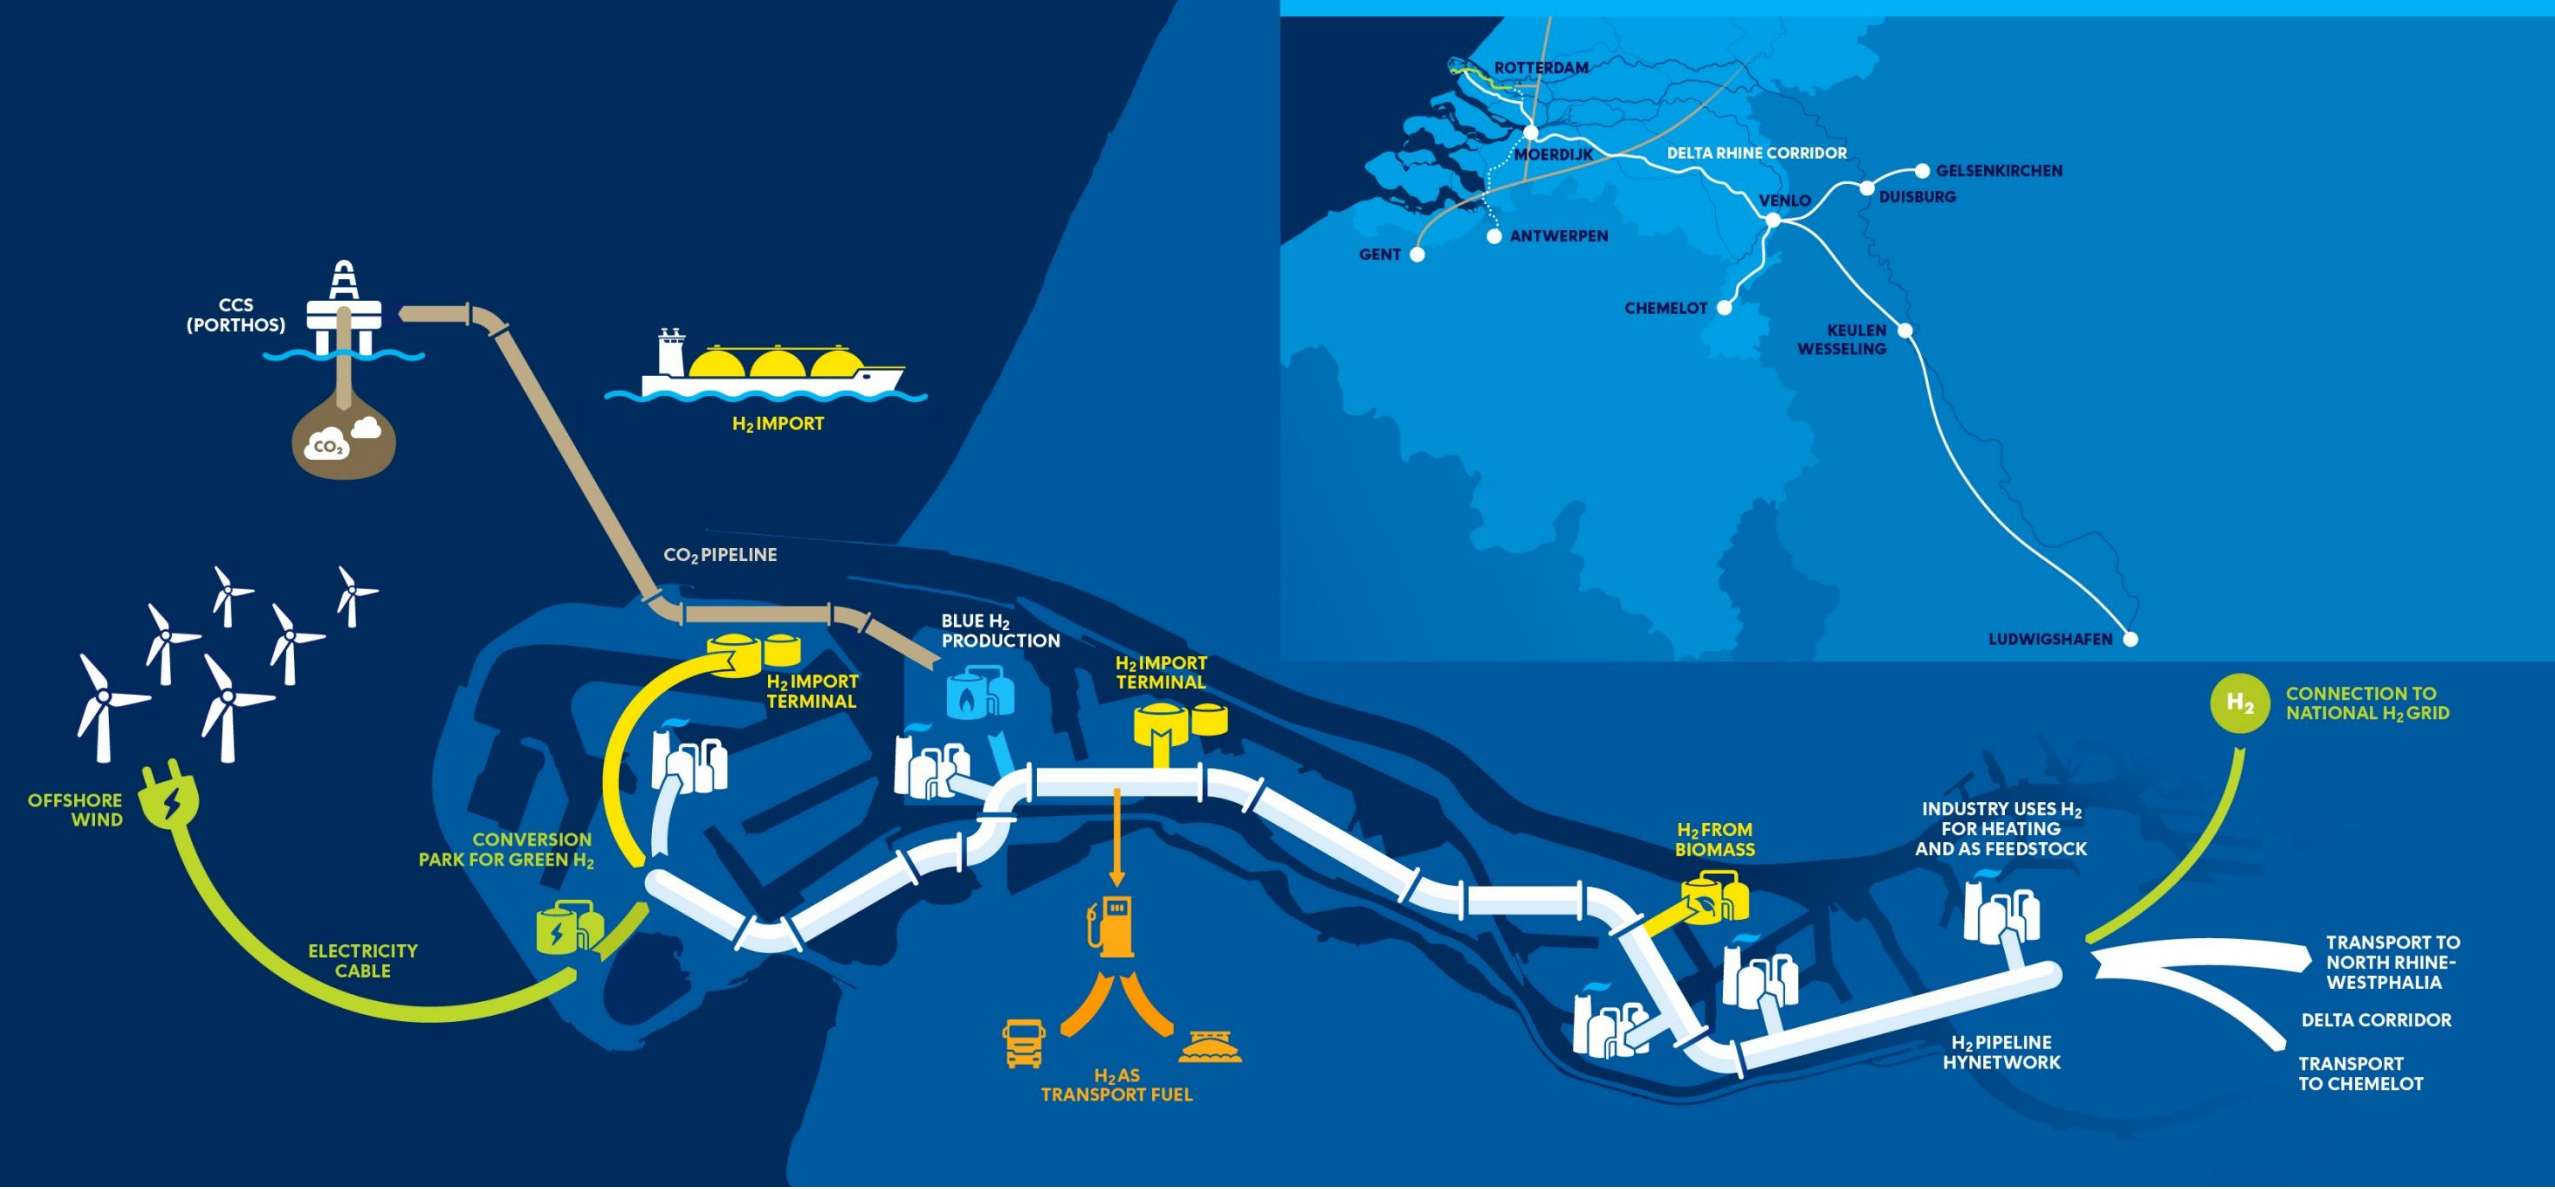 ROTTERDAM
MOERDIJK
DELTA RHINE CORRIDOR
GELSENKIRCHEN
DUISBURG
VENLO
ANTWERPEN
GENT
CHEMELOT
KEULEN
WESSELING
LUDWIGSHAFEN
CCS
(PORTHOS)
CO₂
H₂ IMPORT
CO₂ PIPELINE
BLUE H₂
PRODUCTION
H₂ IMPORT
TERMINAL
H₂ IMPORT
TERMINAL
OFFSHORE
WIND
CONVERSION
PARK FOR GREEN H₂
ELECTRICITY
CABLE
H₂ AS
TRANSPORT FUEL
H₂ FROM
BIOMASS
INDUSTRY USES H₂
FOR HEATING
AND AS FEEDSTOCK
H₂ PIPELINE
HYNETWORK
H₂
CONNECTION TO
NATIONAL H₂ GRID
TRANSPORT TO
NORTH RHINE-
WESTPHALIA
DELTA CORRIDOR
TRANSPORT
TO CHEMELOT